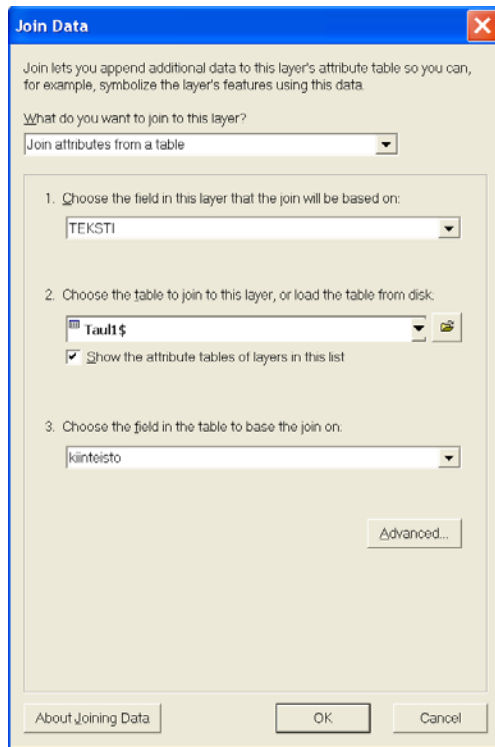 Join Data
Join lets you append additional data to this layer's attribute table so you can,
for example, symbolize the layer's features using this data.
What do you want to join to this layer?
Join attributes from a table
1. Choose the field in this layer that the join will be based on:
TEKSTI
2. Choose the table to join to this layer, or load the table from disk:
Taul1$
Show the attribute tables of layers in this list
3. Choose the field in the table to base the join on:
kiinteisto
Advanced...
About Joining Data OK Cancel